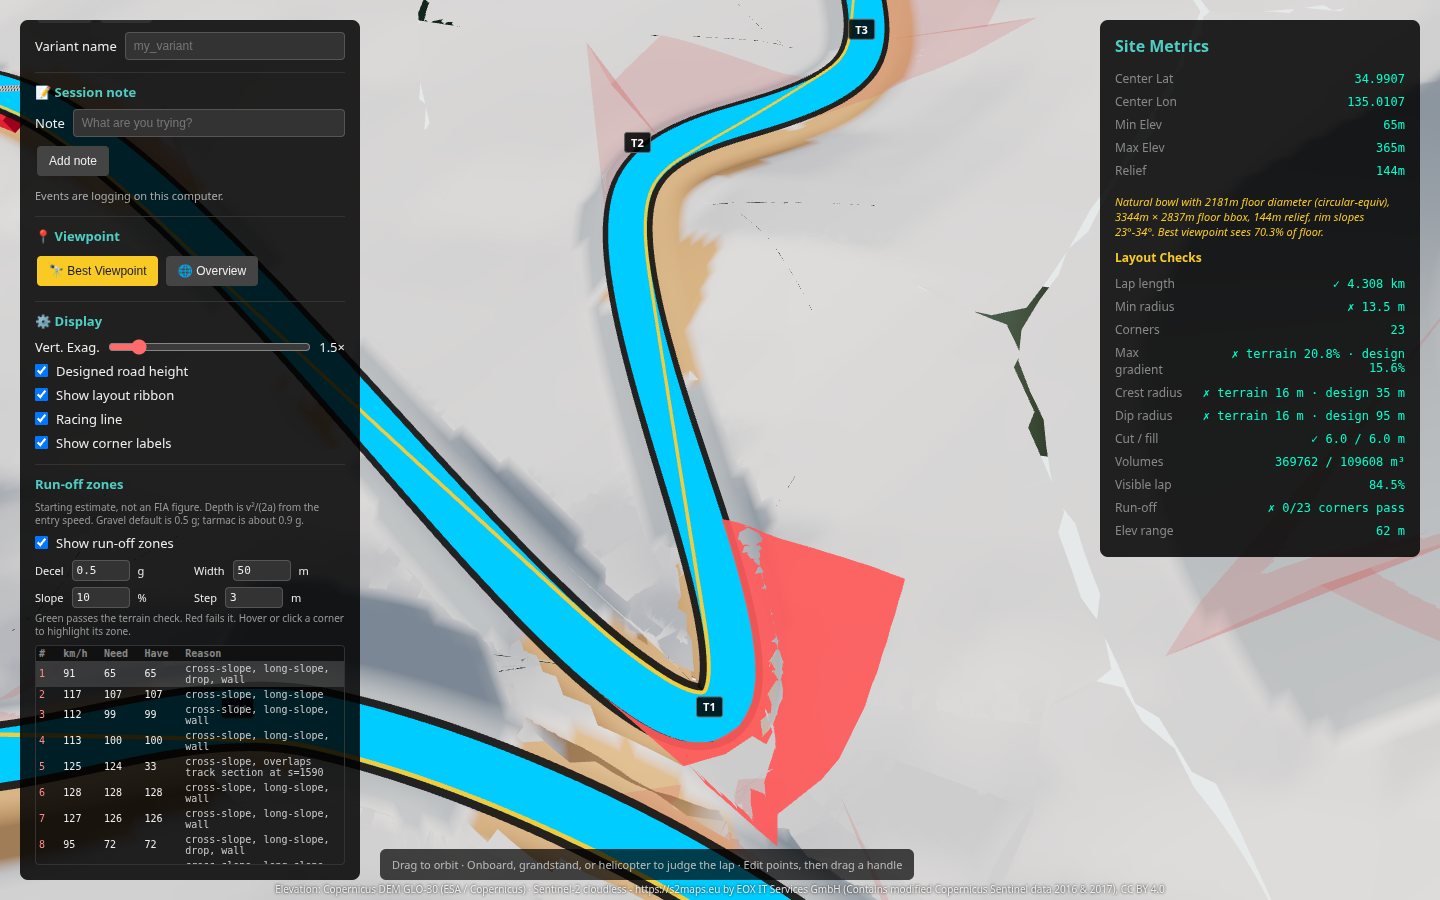 Variant name my_variant
📝 Session note
Note What are you trying?
Add note
Events are logging on this computer.
📍 Viewpoint
🔭 Best Viewpoint 🌐 Overview
⚙️ Display
Vert. Exag. 1.5×
Designed road height
Show layout ribbon
Racing line
Show corner labels
Run-off zones
Starting estimate, not an FIA figure. Depth is v²/(2a) from the
entry speed. Gravel default is 0.5 g; tarmac is about 0.9 g.
Show run-off zones
Decel 0.5 g Width 50 m
Slope 10 % Step 3 m
Green passes the terrain check. Red fails it. Hover or click a corner
to highlight its zone.
# km/h Need Have Reason
1 91 65 65 cross-slope, long-slope,
drop, wall
2 117 107 107 cross-slope, long-slope
3 112 99 99 cross-slope, long-slope,
wall
4 113 100 100 cross-slope, long-slope,
wall
5 125 124 33 cross-slope, overlaps
track section at s=1590
6 128 128 128 cross-slope, long-slope,
wall
7 127 126 126 cross-slope, long-slope,
wall
8 95 72 72 cross-slope, long-slope,
drop, wall
T3
T2
T1
Site Metrics
Center Lat 34.9907
Center Lon 135.0107
Min Elev 65m
Max Elev 365m
Relief 144m
Natural bowl with 2181m floor diameter (circular-equiv),
3344m × 2837m floor bbox, 144m relief, rim slopes
23°-34°. Best viewpoint sees 70.3% of floor.
Layout Checks
Lap length ✓ 4.308 km
Min radius ✗ 13.5 m
Corners 23
Max gradient ✗ terrain 20.8% · design
15.6%
Crest radius ✗ terrain 16 m · design 35 m
Dip radius ✗ terrain 16 m · design 95 m
Cut / fill ✓ 6.0 / 6.0 m
Volumes 369762 / 109608 m³
Visible lap 84.5%
Run-off ✗ 0/23 corners pass
Elev range 62 m
Drag to orbit · Onboard, grandstand, or helicopter to judge the lap · Edit points, then drag a handle
Elevation: Copernicus DEM GLO-30 (ESA / Copernicus) · Sentinel-2 cloudless - https://s2maps.eu by EOX IT Services GmbH (Contains modified Copernicus Sentinel data 2016 & 2017), CC BY 4.0